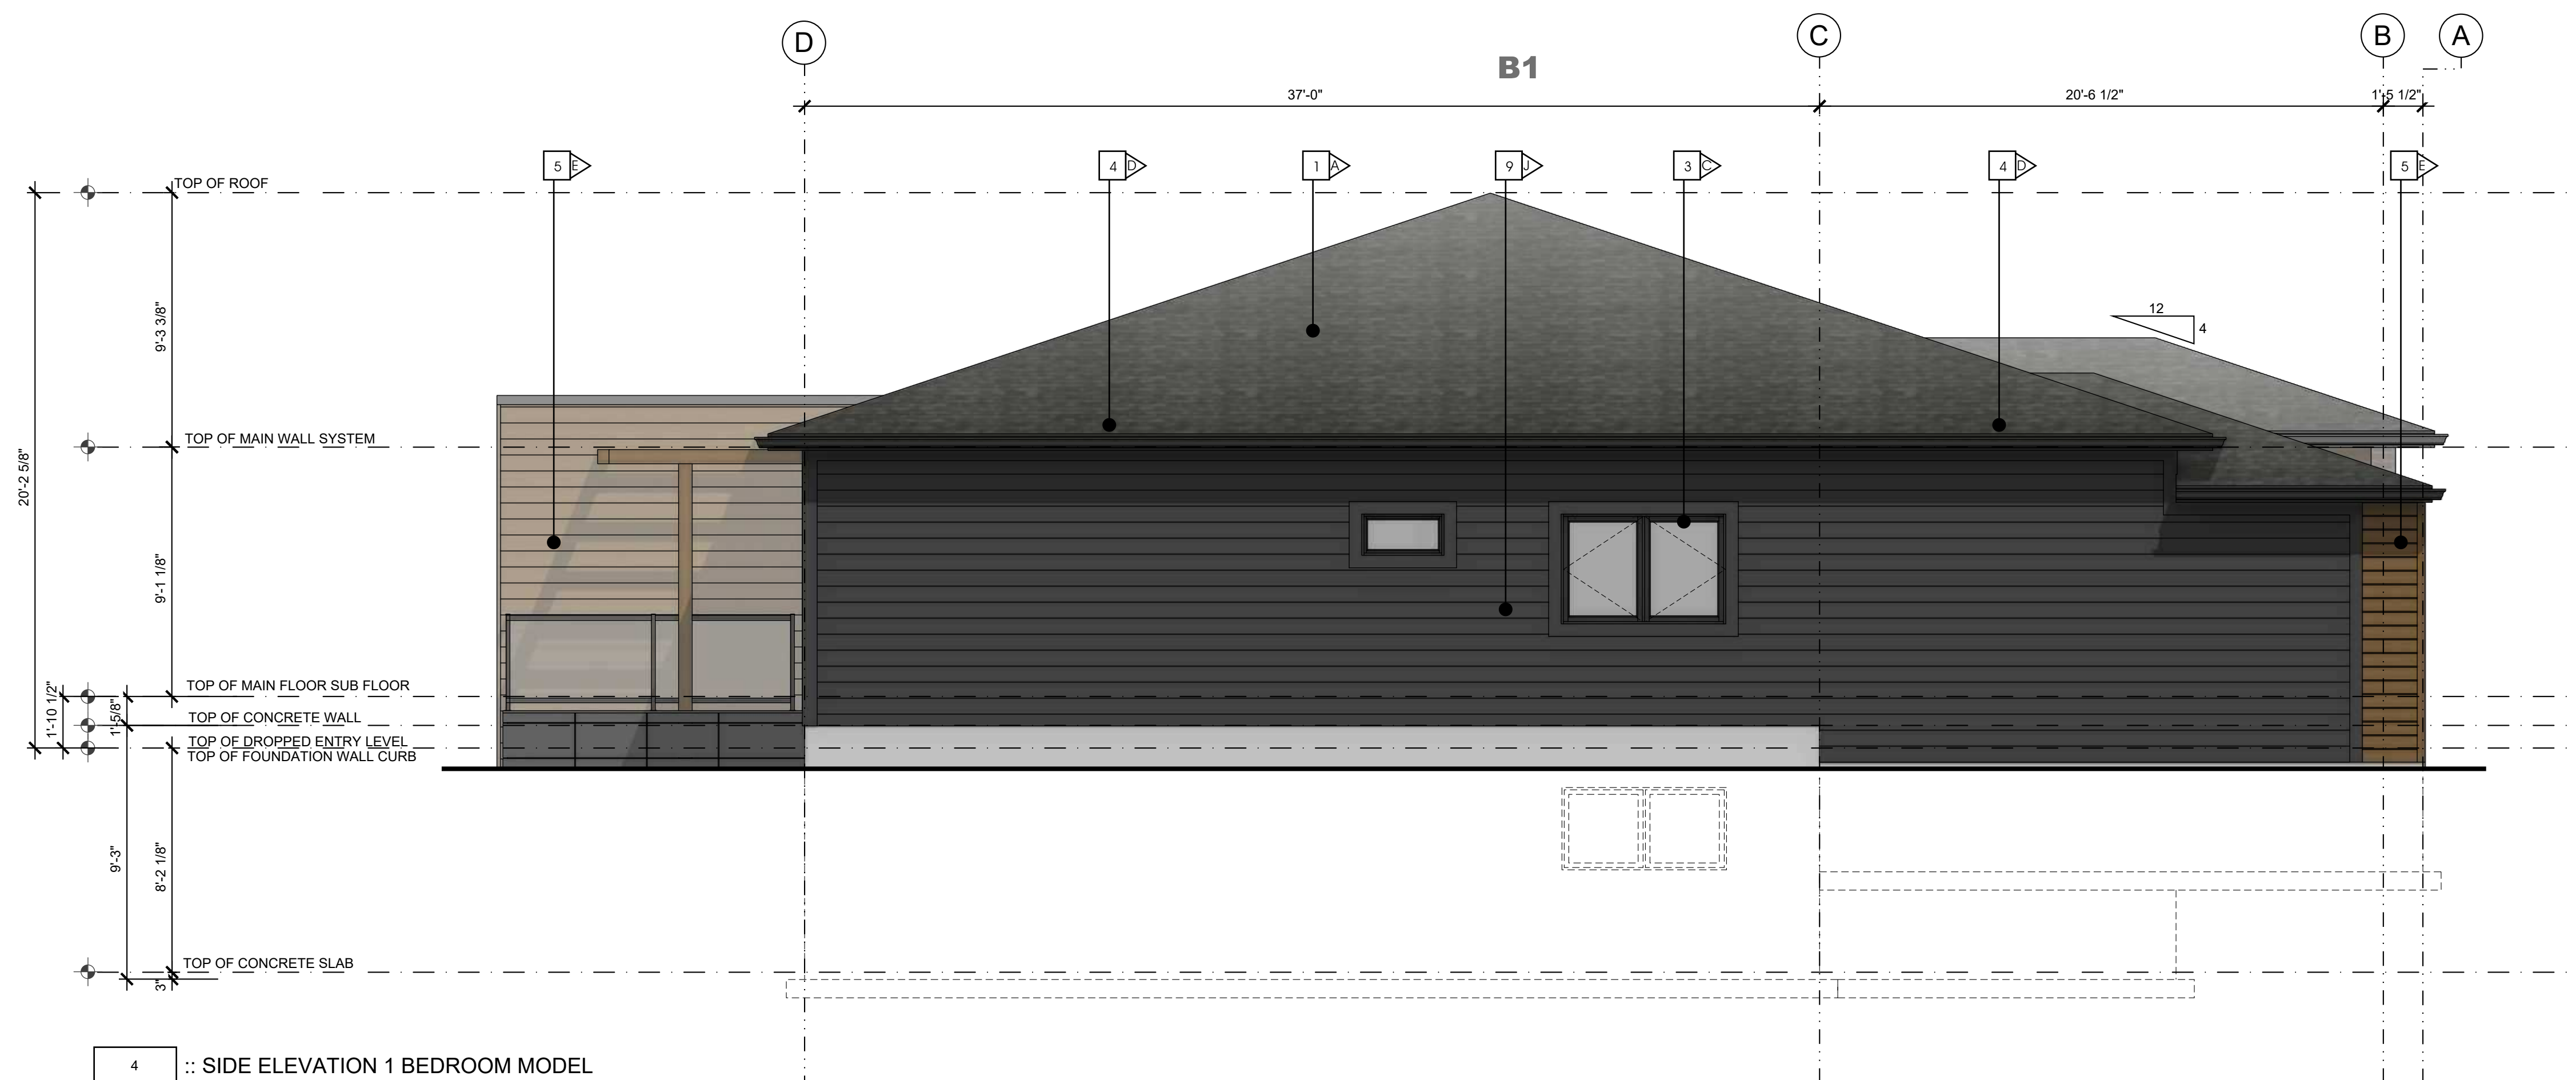 D
C
B
A
B1
37'-0"
20'-6 1/2"
1'-5 1/2"
5 E
4 D
1 A
9 J
3 C
4 D
5 E
TOP OF ROOF
12
4
9'-3 3/8"
TOP OF MAIN WALL SYSTEM
20'-2 5/8"
9'-1 1/8"
TOP OF MAIN FLOOR SUB FLOOR
1'-10 1/2"
1'-5/8"
TOP OF CONCRETE WALL
TOP OF DROPPED ENTRY LEVEL
TOP OF FOUNDATION WALL CURB
9'-3"
8'-2 1/8"
TOP OF CONCRETE SLAB
3"
4 :: SIDE ELEVATION 1 BEDROOM MODEL